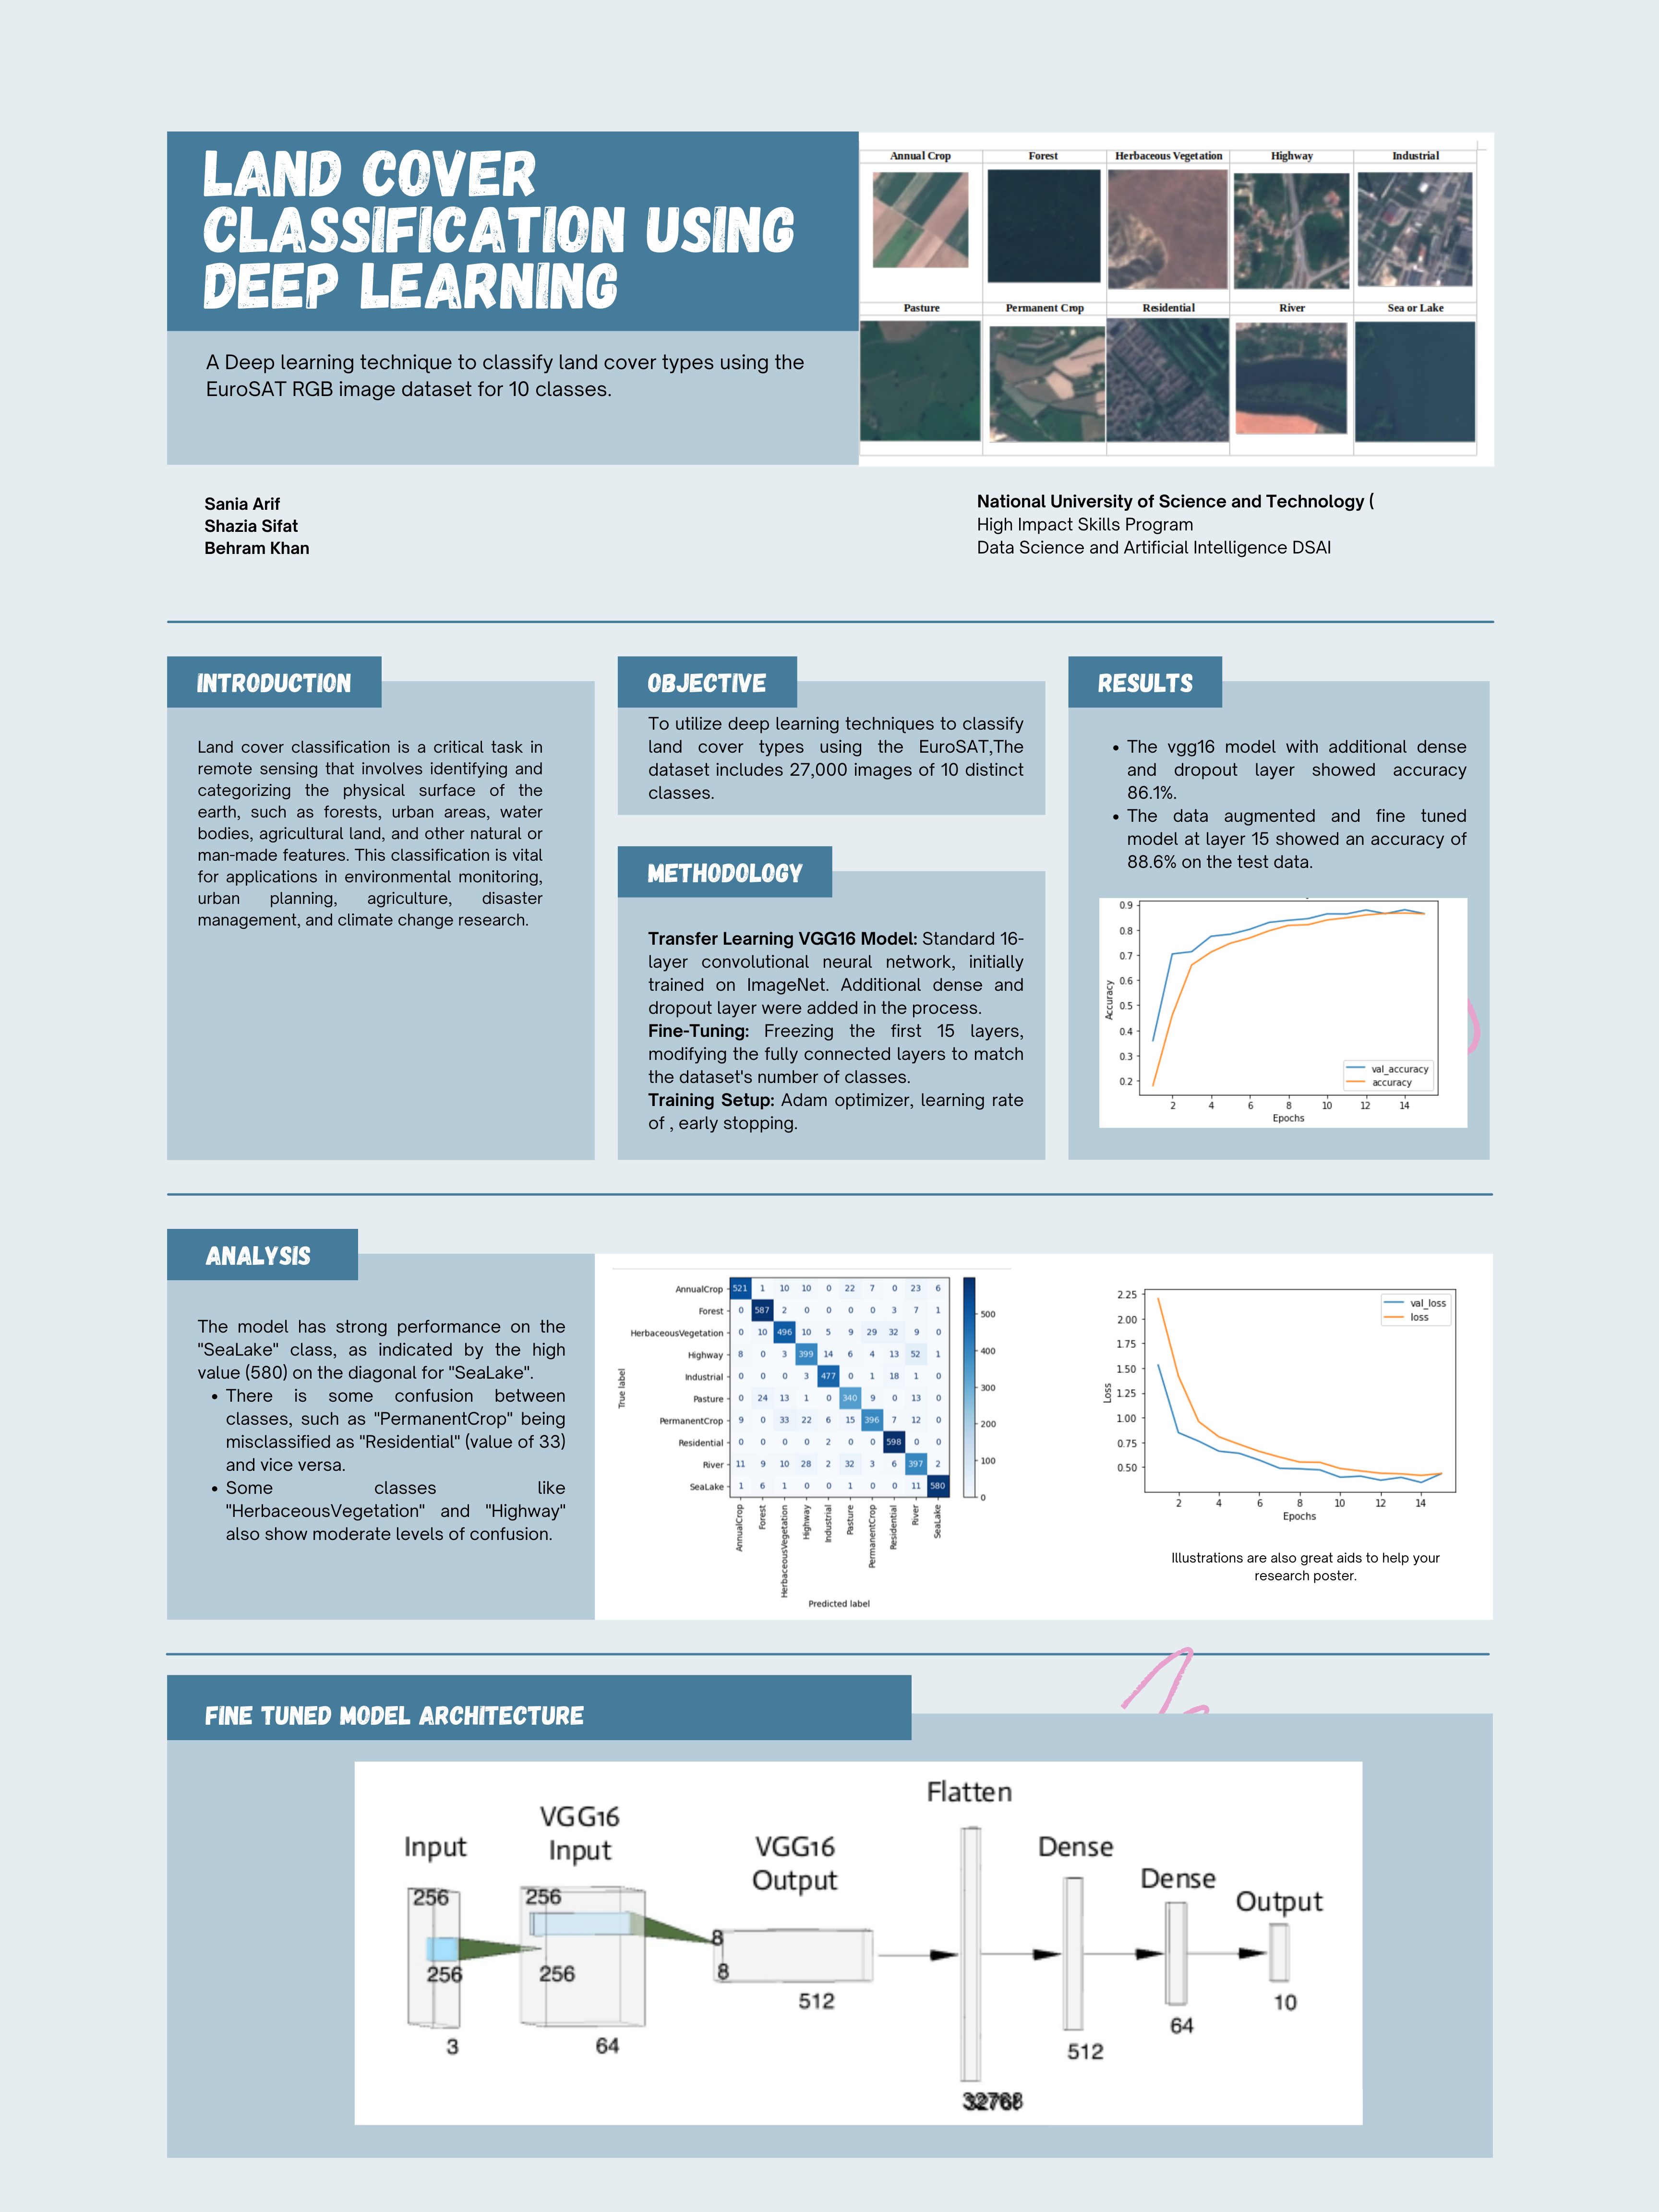 LAND COVER
CLASSIFICATION USING
DEEP LEARNING
A Deep learning technique to classify land cover types using the
EuroSAT RGB image dataset for 10 classes.
Annual Crop Forest Herbaceous Vegetation Highway Industrial
Pasture Permanent Crop Residential River Sea or Lake
Sania Arif
Shazia Sifat
Behram Khan
National University of Science and Technology (
High Impact Skills Program
Data Science and Artificial Intelligence DSAI
INTRODUCTION
Land cover classification is a critical task in
remote sensing that involves identifying and
categorizing the physical surface of the
earth, such as forests, urban areas, water
bodies, agricultural land, and other natural or
man-made features. This classification is vital
for applications in environmental monitoring,
urban planning, agriculture, disaster
management, and climate change research.
OBJECTIVE
To utilize deep learning techniques to classify
land cover types using the EuroSAT,The
dataset includes 27,000 images of 10 distinct
classes.
METHODOLOGY
Transfer Learning VGG16 Model: Standard 16-
layer convolutional neural network, initially
trained on ImageNet. Additional dense and
dropout layer were added in the process.
Fine-Tuning: Freezing the first 15 layers,
modifying the fully connected layers to match
the dataset's number of classes.
Training Setup: Adam optimizer, learning rate
of , early stopping.
RESULTS
• The vgg16 model with additional dense
and dropout layer showed accuracy
86.1%.
• The data augmented and fine tuned
model at layer 15 showed an accuracy of
88.6% on the test data.
0.9
0.8
0.7
0.6
0.5
0.4
0.3
0.2
Accuracy
val_accuracy
accuracy
2 4 6 8 10 12 14
Epochs
ANALYSIS
The model has strong performance on the
"SeaLake" class, as indicated by the high
value (580) on the diagonal for "SeaLake".
• There is some confusion between
classes, such as "PermanentCrop" being
misclassified as "Residential" (value of 33)
and vice versa.
• Some classes like
"HerbaceousVegetation" and "Highway"
also show moderate levels of confusion.
True label
AnnualCrop 521 1 10 10 0 22 7 0 23 6
Forest 0 587 2 0 0 0 0 3 7 1
HerbaceousVegetation 0 10 496 10 5 9 29 32 9 0
Highway 8 0 3 399 14 6 4 13 52 1
Industrial 0 0 0 3 477 0 1 18 1 0
Pasture 0 24 13 1 0 340 9 0 13 0
PermanentCrop 9 0 33 22 6 15 396 7 12 0
Residential 0 0 0 0 2 0 0 598 0 0
River 11 9 10 28 2 32 3 6 397 2
SeaLake 1 6 1 0 0 1 0 0 11 580
AnnualCrop Forest HerbaceousVegetation Highway Industrial Pasture PermanentCrop Residential River SeaLake
Predicted label
500
400
300
200
100
0
2.25
2.00
1.75
1.50
1.25
1.00
0.75
0.50
Loss
val_loss
loss
2 4 6 8 10 12 14
Epochs
Illustrations are also great aids to help your
research poster.
FINE TUNED MODEL ARCHITECTURE
Input
256
256
3
VGG16
Input
256
256
64
VGG16
Output
8
8
512
Flatten
Dense
512
Dense
64
Output
10